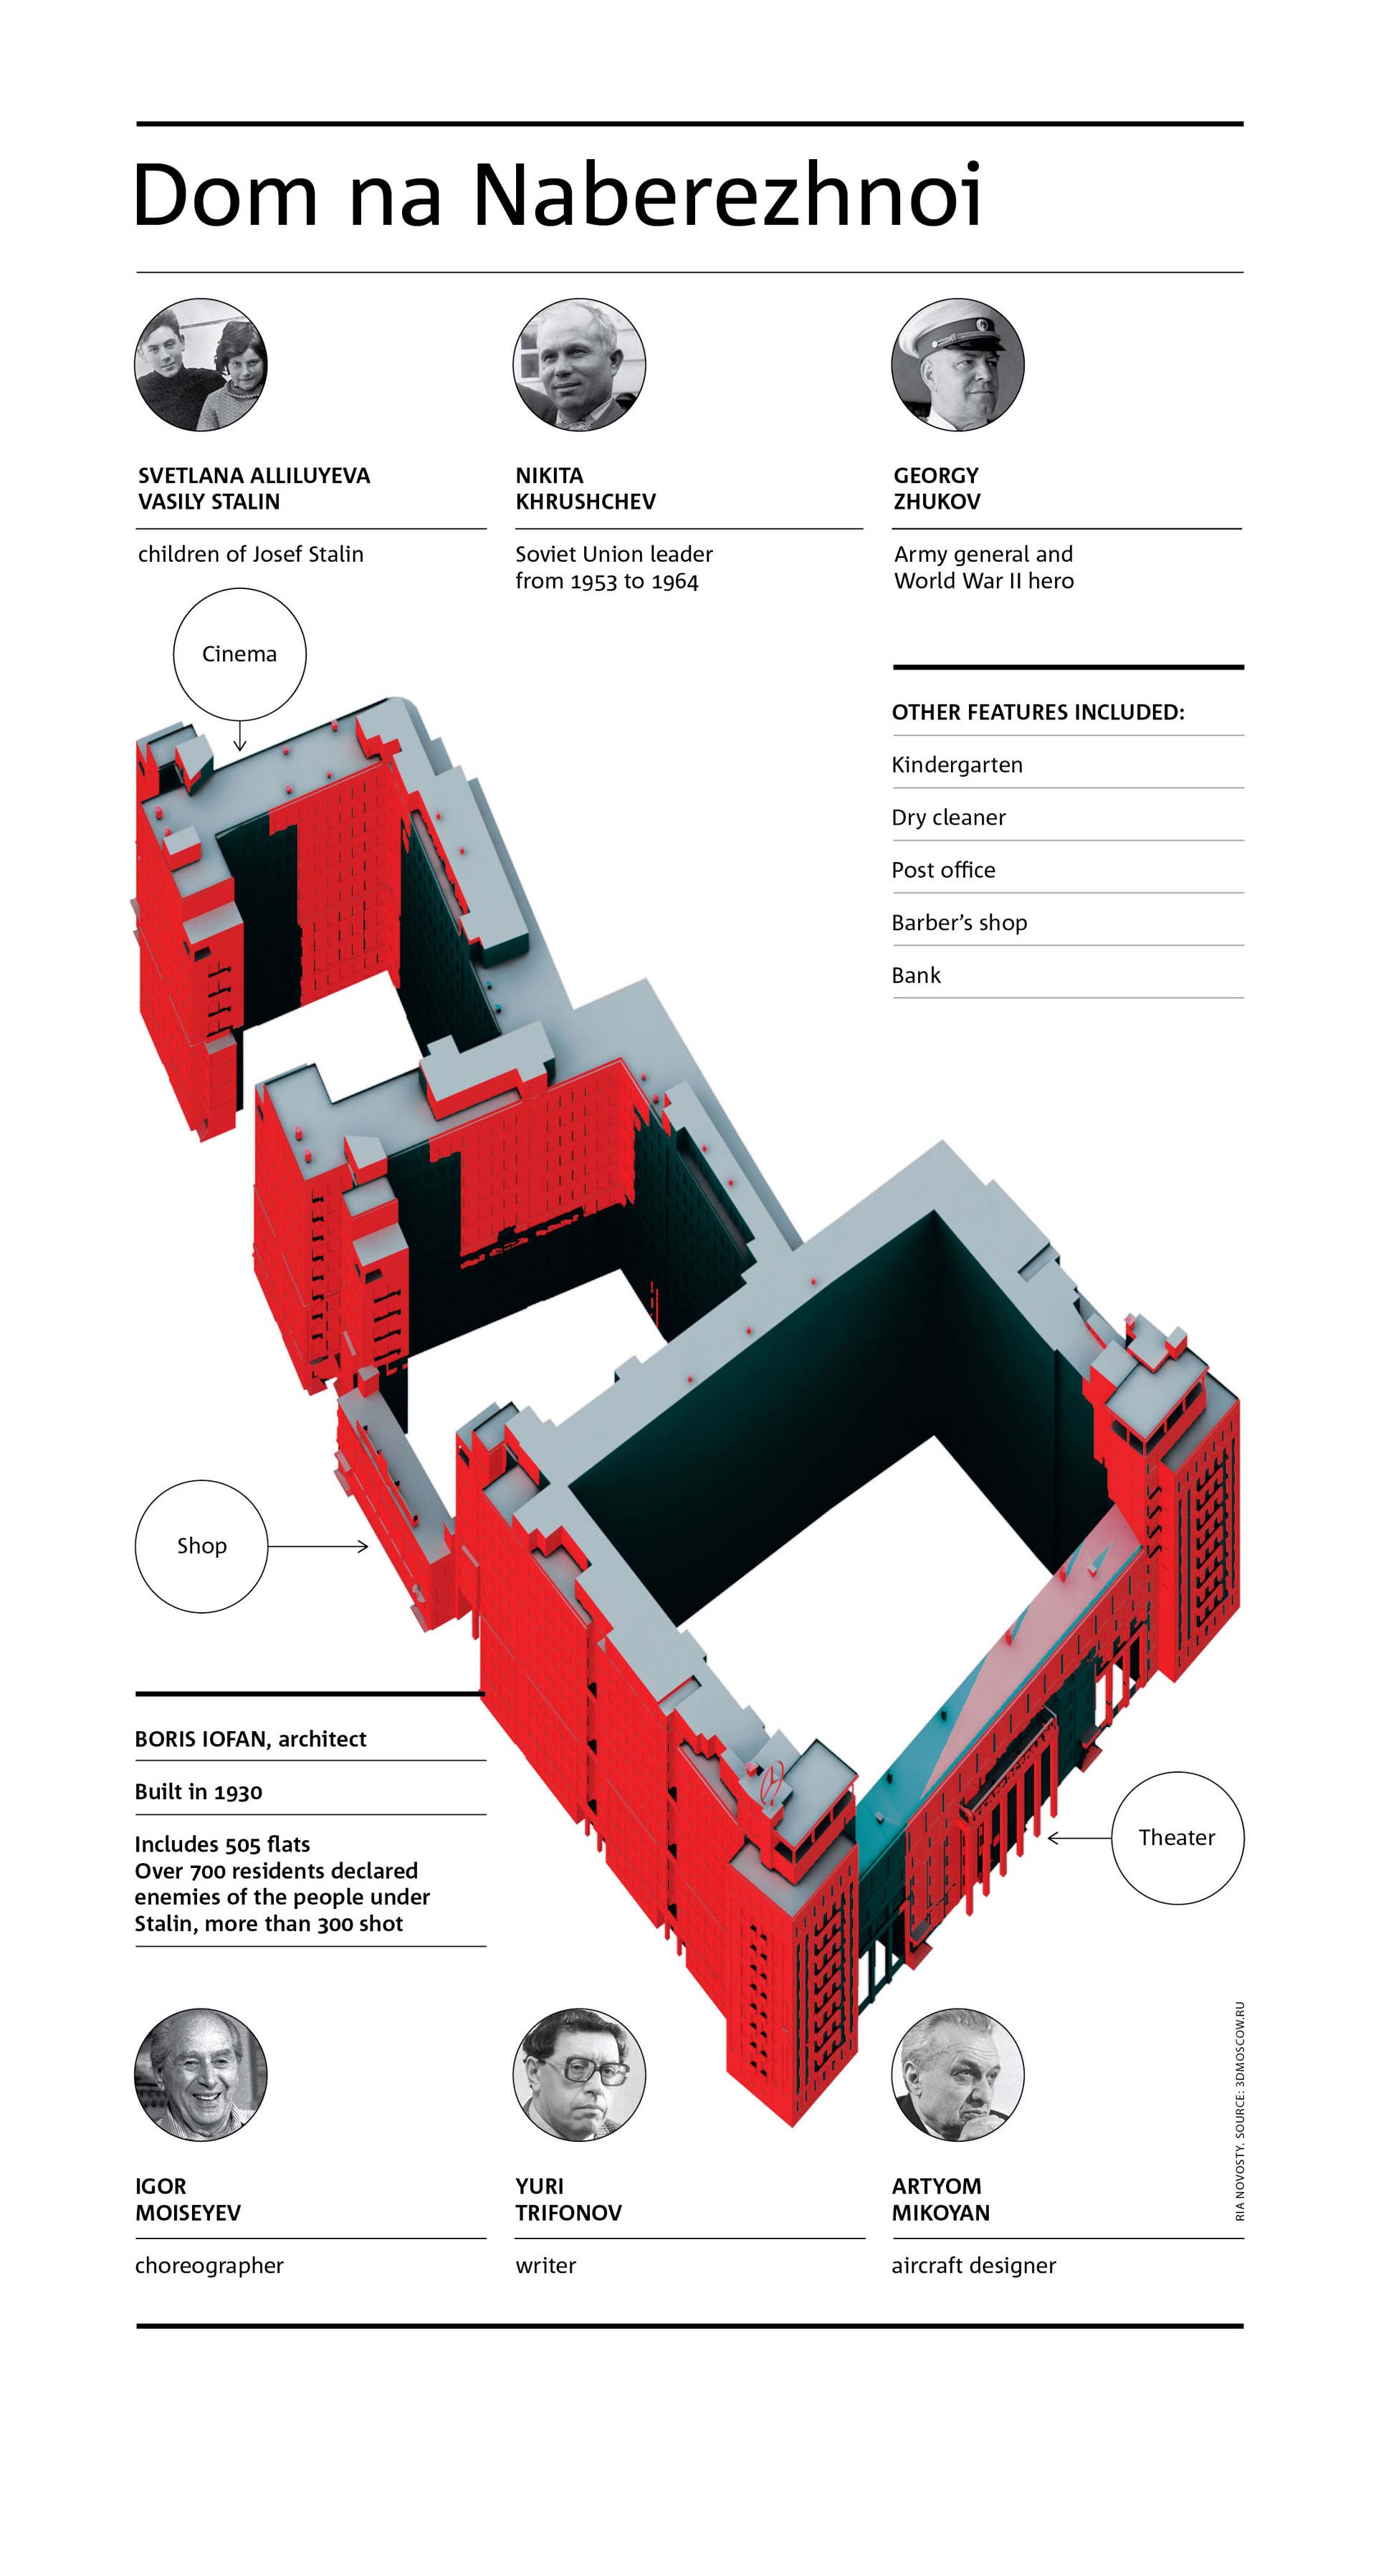 Dom na Naberezhnoi
SVETLANA ALLILUYEVA
VASILY STALIN
children of Josef Stalin
NIKITA
KHRUSHCHEV
Soviet Union leader
from 1953 to 1964
GEORGY
ZHUKOV
Army general and
World War II hero
Cinema
OTHER FEATURES INCLUDED:
Kindergarten
Dry cleaner
Post office
Barber’s shop
Bank
Shop
BORIS IOFAN, architect
Built in 1930
Includes 505 flats
Over 700 residents declared
enemies of the people under
Stalin, more than 300 shot
Theater
IGOR
MOISEYEV
choreographer
YURI
TRIFONOV
writer
ARTYOM
MIKOYAN
aircraft designer
RIA NOVOSTY. SOURCE: 3DMOSCOW.RU